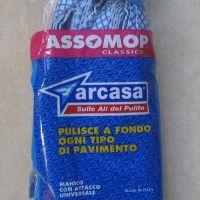 ASSOMOP
CLASSICO
arcasa
Sulle Ali del Pulito
PULISCE A FONDO
OGNI TIPO
DI PAVIMENTO
MANICO
CON ATTACCO
UNIVERSALE
MADE IN ITALY